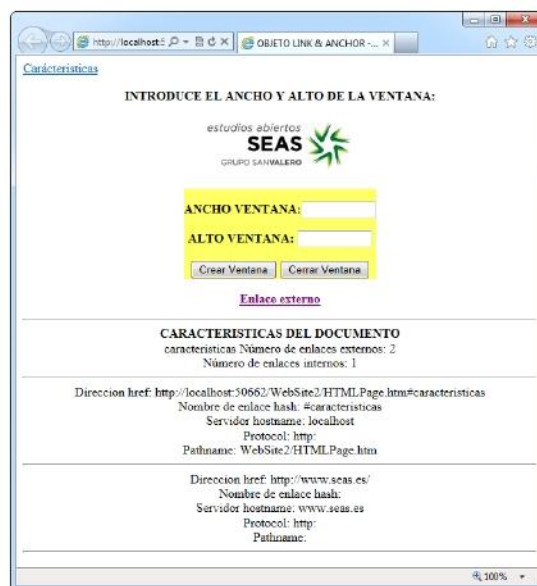 http://localhost:5
OBJETO LINK & ANCHOR -...
Carácteristicas
INTRODUCE EL ANCHO Y ALTO DE LA VENTANA:
estudios abiertos
SEAS
GRUPO SANVALERO
ANCHO VENTANA:
ALTO VENTANA:
Crear Ventana Cerrar Ventana
Enlace externo
CARACTERISTICAS DEL DOCUMENTO
caracteristicas Número de enlaces externos: 2
Número de enlaces internos: 1
Direccion href: http://localhost:50662/WebSite2/HTMLPage.htm#caracteristicas
Nombre de enlace hash: #caracteristicas
Servidor hostname: localhost
Protocol: http:
Pathname: WebSite2/HTMLPage.htm
Direccion href: http://www.seas.es/
Nombre de enlace hash:
Servidor hostname: www.seas.es
Protocol: http:
Pathname:
100%